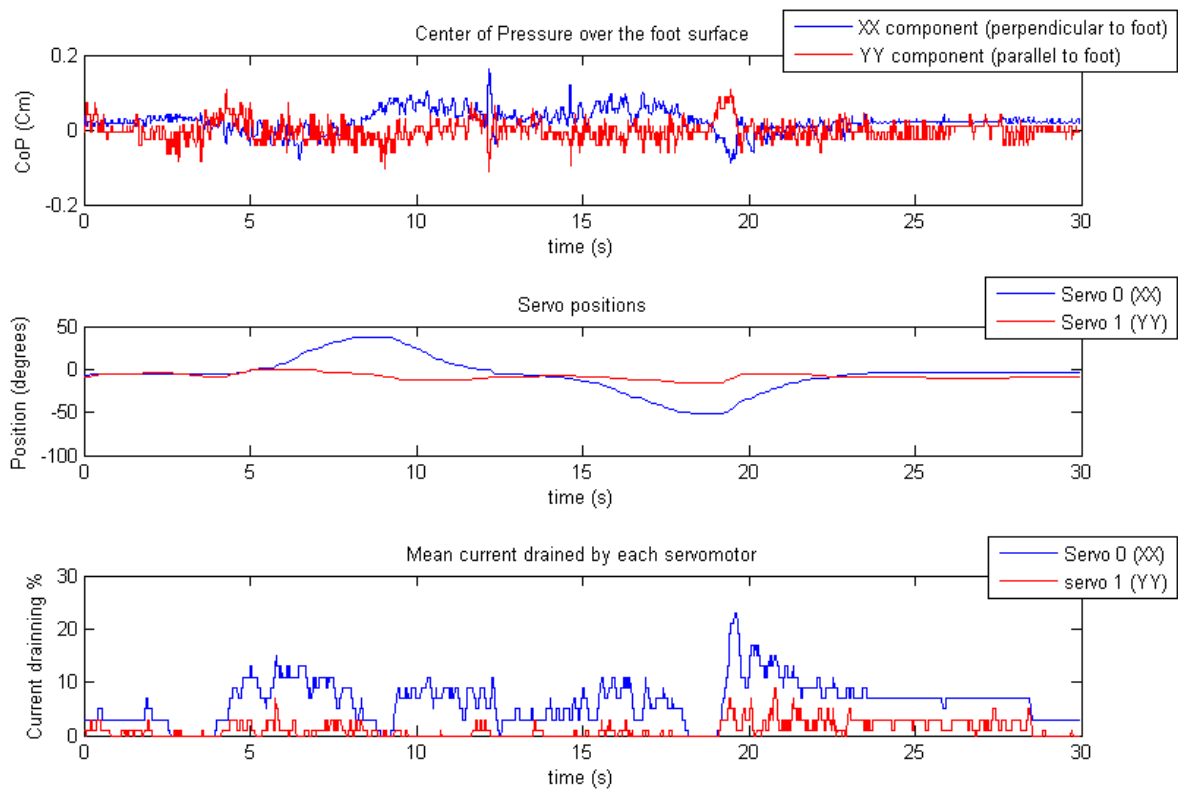 Center of Pressure over the foot surface
XX component (perpendicular to foot)
YY component (parallel to foot)
CoP (Cm)
0.2
0
-0.2
0 5 10 15 20 25 30
time (s)
Servo positions
Servo 0 (XX)
Servo 1 (YY)
Position (degrees)
50
0
-50
-100
0 5 10 15 20 25 30
time (s)
Mean current drained by each servomotor
Servo 0 (XX)
servo 1 (YY)
Current drainning %
30
20
10
0
0 5 10 15 20 25 30
time (s)